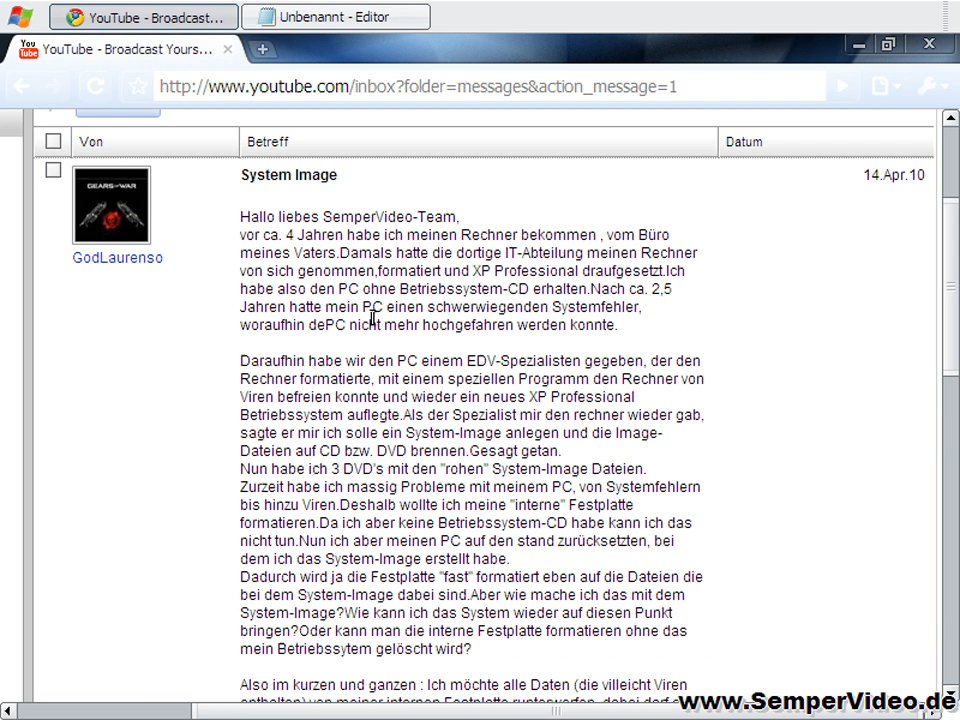 YouTube - Broadcast...
Unbenannt - Editor
You
Tube
YouTube - Broadcast Yours...
http://www.youtube.com/inbox?folder=messages&action_message=1
Von
Betreff
Datum
GEARS OF WAR
System Image
14.Apr.10
GodLaurenso
Hallo liebes SemperVideo-Team,
vor ca. 4 Jahren habe ich meinen Rechner bekommen , vom Büro
meines Vaters.Damals hatte die dortige IT-Abteilung meinen Rechner
von sich genommen,formatiert und XP Professional draufgesetzt.Ich
habe also den PC ohne Betriebssystem-CD erhalten.Nach ca. 2,5
Jahren hatte mein PC einen schwerwiegenden Systemfehler,
woraufhin dePC nicht mehr hochgefahren werden konnte.
Daraufhin habe wir den PC einem EDV-Spezialisten gegeben, der den
Rechner formatierte, mit einem speziellen Programm den Rechner von
Viren befreien konnte und wieder ein neues XP Professional
Betriebssystem auflegte.Als der Spezialist mir den rechner wieder gab,
sagte er mir ich solle ein System-Image anlegen und die Image-
Dateien auf CD bzw. DVD brennen.Gesagt getan.
Nun habe ich 3 DVD's mit den "rohen" System-Image Dateien.
Zurzeit habe ich massig Probleme mit meinem PC, von Systemfehlern
bis hinzu Viren.Deshalb wollte ich meine "interne" Festplatte
formatieren.Da ich aber keine Betriebssystem-CD habe kann ich das
nicht tun.Nun ich aber meinen PC auf den stand zurücksetzten, bei
dem ich das System-Image erstellt habe.
Dadurch wird ja die Festplatte "fast" formatiert eben auf die Dateien die
bei dem System-Image dabei sind.Aber wie mache ich das mit dem
System-Image?Wie kann ich das System wieder auf diesen Punkt
bringen?Oder kann man die interne Festplatte formatieren ohne das
mein Betriebssytem gelöscht wird?
Also im kurzen und ganzen : Ich möchte alle Daten (die villeicht Viren
enthalten) von meiner internen Festplatte runterwerfen, dabei darf
www.SemperVideo.de